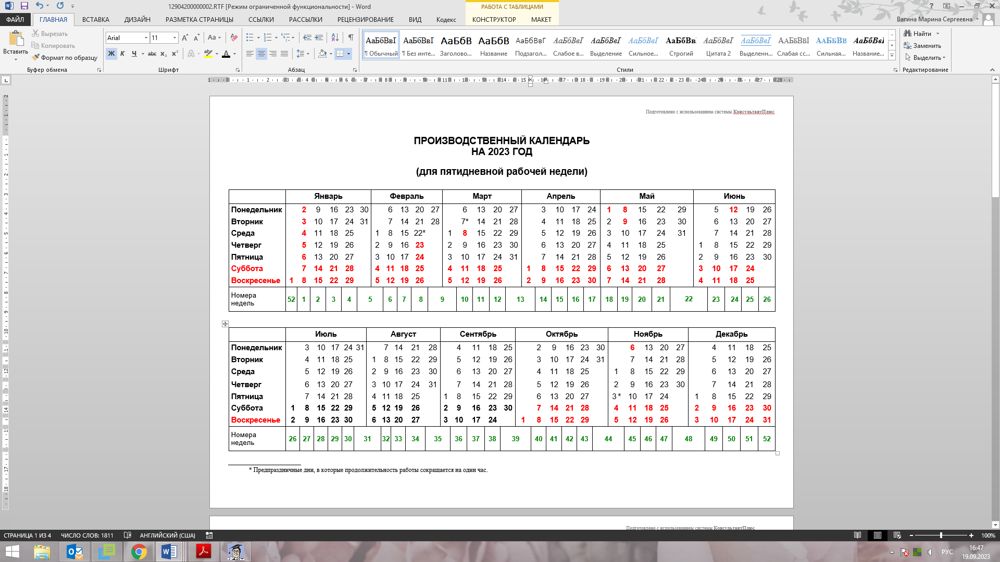 12904200000002.RTF [Режим ограниченной функциональности] - Word
РАБОТА С ТАБЛИЦАМИ
ФАЙЛ ГЛАВНАЯ ВСТАВКА ДИЗАЙН РАЗМЕТКА СТРАНИЦЫ ССЫЛКИ РАССЫЛКИ РЕЦЕНЗИРОВАНИЕ ВИД Кодекс КОНСТРУКТОР МАКЕТ Вагина Марина Сергеевна
Вставить
Вырезать
Копировать
Формат по образцу
Буфер обмена
Arial 11
Ж К Ч abc x₂ x²
Шрифт
Абзац
¶ Обычный ¶ Без инте... Заголово... Название Подзагол... Слабое в... Выделение Сильное... Строгий Цитата 2 Выделенн... Слабая сс... Сильная... Название...
Стили
Найти
Заменить
Выделить
Редактирование
Подготовлено с использованием системы КонсультантПлюс
ПРОИЗВОДСТВЕННЫЙ КАЛЕНДАРЬ
НА 2023 ГОД
(для пятидневной рабочей недели)
Январь Февраль Март Апрель Май Июнь
Понедельник 2 9 16 23 30 6 13 20 27 6 13 20 27 3 10 17 24 1 8 15 22 29 5 12 19 26
Вторник 3 10 17 24 31 7 14 21 28 7* 14 21 28 4 11 18 25 2 9 16 23 30 6 13 20 27
Среда 4 11 18 25 1 8 15 22* 1 8 15 22 29 5 12 19 26 3 10 17 24 31 7 14 21 28
Четверг 5 12 19 26 2 9 16 23 2 9 16 23 30 6 13 20 27 4 11 18 25 1 8 15 22 29
Пятница 6 13 20 27 3 10 17 24 3 10 17 24 31 7 14 21 28 5 12 19 26 2 9 16 23 30
Суббота 7 14 21 28 4 11 18 25 4 11 18 25 1 8 15 22 29 6 13 20 27 3 10 17 24
Воскресенье 1 8 15 22 29 5 12 19 26 5 12 19 26 2 9 16 23 30 7 14 21 28 4 11 18 25
Номера недель 52 1 2 3 4 5 6 7 8 9 10 11 12 13 14 15 16 17 18 19 20 21 22 23 24 25 26
Июль Август Сентябрь Октябрь Ноябрь Декабрь
Понедельник 3 10 17 24 31 7 14 21 28 4 11 18 25 2 9 16 23 30 6 13 20 27 4 11 18 25
Вторник 4 11 18 25 1 8 15 22 29 5 12 19 26 3 10 17 24 31 7 14 21 28 5 12 19 26
Среда 5 12 19 26 2 9 16 23 30 6 13 20 27 4 11 18 25 1 8 15 22 29 6 13 20 27
Четверг 6 13 20 27 3 10 17 24 31 7 14 21 28 5 12 19 26 2 9 16 23 30 7 14 21 28
Пятница 7 14 21 28 4 11 18 25 1 8 15 22 29 6 13 20 27 3* 10 17 24 1 8 15 22 29
Суббота 1 8 15 22 29 5 12 19 26 2 9 16 23 30 7 14 21 28 4 11 18 25 2 9 16 23 30
Воскресенье 2 9 16 23 30 6 13 20 27 3 10 17 24 1 8 15 22 29 5 12 19 26 3 10 17 24 31
Номера недель 26 27 28 29 30 31 32 33 34 35 36 37 38 39 40 41 42 43 44 45 46 47 48 49 50 51 52
* Предпраздничные дни, в которые продолжительность работы сокращается на один час.
Подготовлено с использованием системы КонсультантПлюс
СТРАНИЦА 1 ИЗ 4 ЧИСЛО СЛОВ: 1811 АНГЛИЙСКИЙ (США) 100%
РУС 16:47
19.09.2023